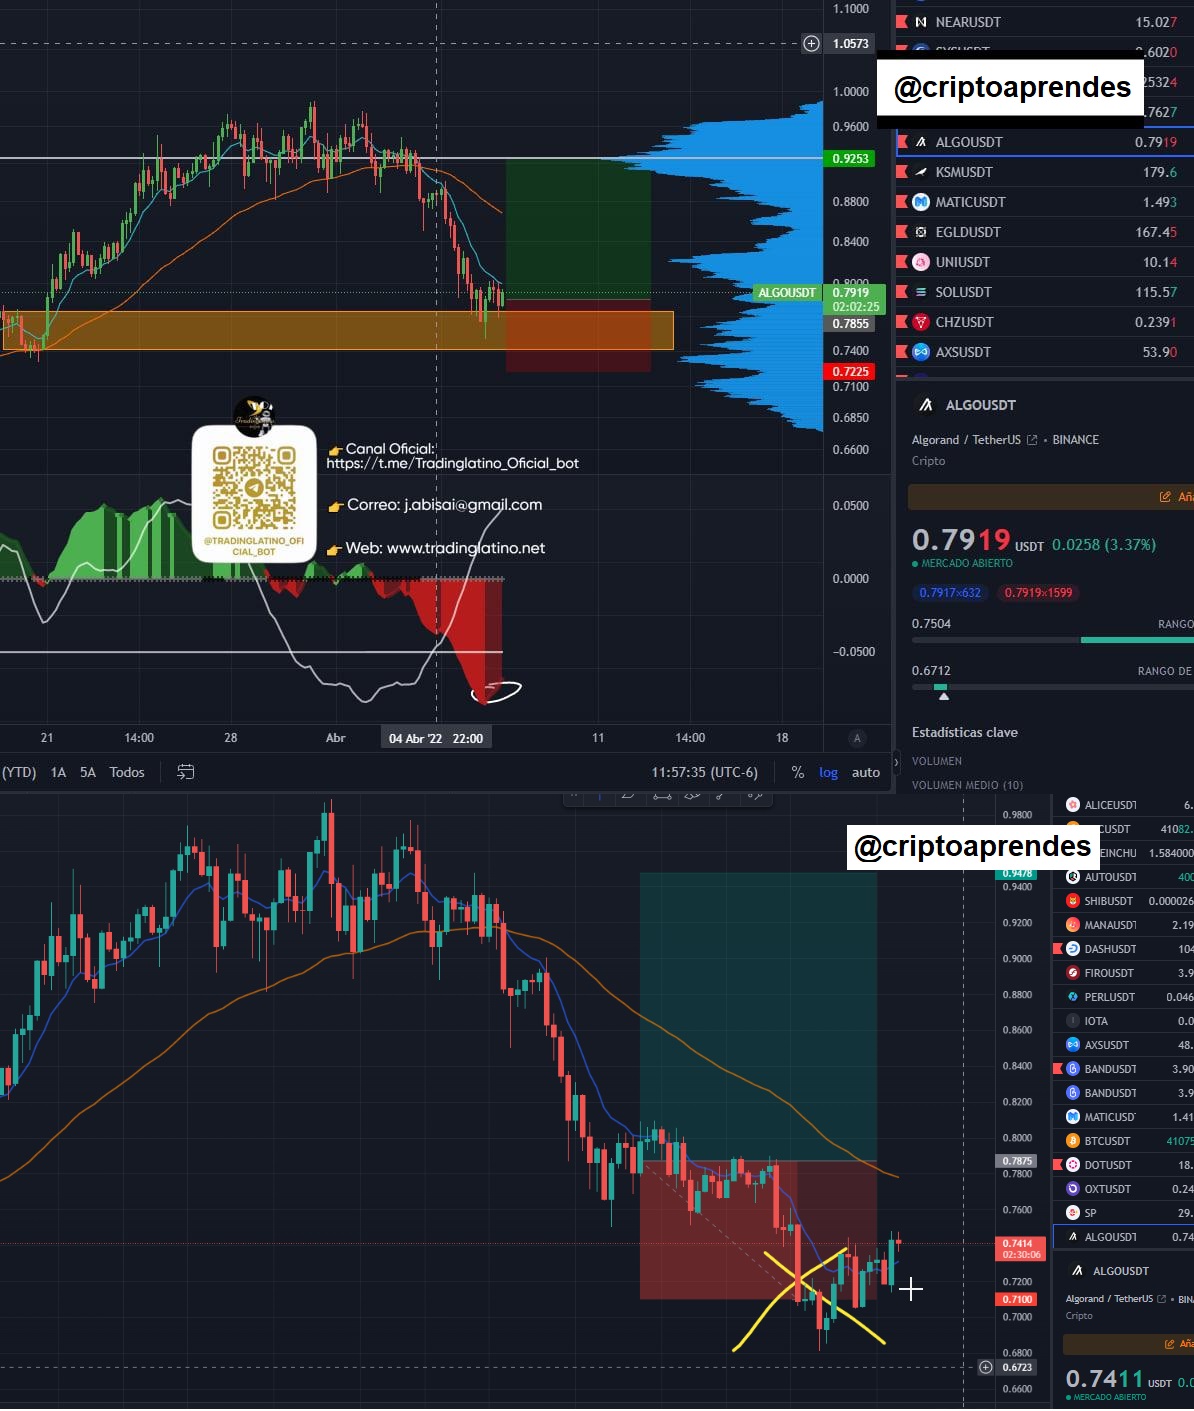 1.1000
1.0573
1.0000
0.9600
0.9253
0.8800
0.8400
ALGOUSDT 0.7919
02:02:25
0.7855
0.7400
0.7225
0.7100
0.6850
0.6600
0.0500
0.0000
−0.0500
@criptoaprendes
NEARUSDT 15.027
ALGOUSDT 0.7919
KSMUSDT 179.6
MATICUSDT 1.493
EGLDUSDT 167.45
UNIUSDT 10.14
SOLUSDT 115.57
CHZUSDT 0.2391
AXSUSDT 53.90
ALGOUSDT
Algorand / TetherUS • BINANCE
Cripto
0.7919 USDT 0.0258 (3.37%)
MERCADO ABIERTO
0.7917×632 0.7919×1599
0.7504 RANGO
0.6712 RANGO DE
Estadísticas clave
VOLUMEN
VOLUMEN MEDIO (10)
Canal Oficial:
https://t.me/Tradinglatino_Oficial_bot
Correo: j.abisai@gmail.com
Web: www.tradinglatino.net
@TRADINGLATINO_OFI
CIAL_BOT
21 14:00 28 Abr 04 Abr '22 22:00 11 14:00 18 A
(YTD) 1A 5A Todos 11:57:35 (UTC-6) % log auto
@criptoaprendes
0.9800
0.9478
0.9400
0.9200
0.9000
0.8800
0.8600
0.8400
0.8200
0.8000
0.7875
0.7800
0.7600
0.7414
02:30:06
0.7200
0.7100
0.7000
0.6800
0.6723
0.6600
ALICEUSDT 6.
CUSDT 41082.
EINCHU 1.584000
AUTOUSDT 400
SHIBUSDT 0.000026
MANAUSDT 2.19
DASHUSDT 104
FIROUSDT 3.9
PERLUSDT 0.046
IOTA 0.0
AXSUSDT 48.
BANDUSDT 3.90
BANDUSDT 3.9
MATICUSD 1.41
BTCUSDT 41075
DOTUSDT 18.
OXTUSDT 0.24
SP 29.
ALGOUSDT 0.74
ALGOUSDT
Algorand / TetherUS • BIN
Cripto
0.7411 USDT 0.0
MERCADO ABIERTO